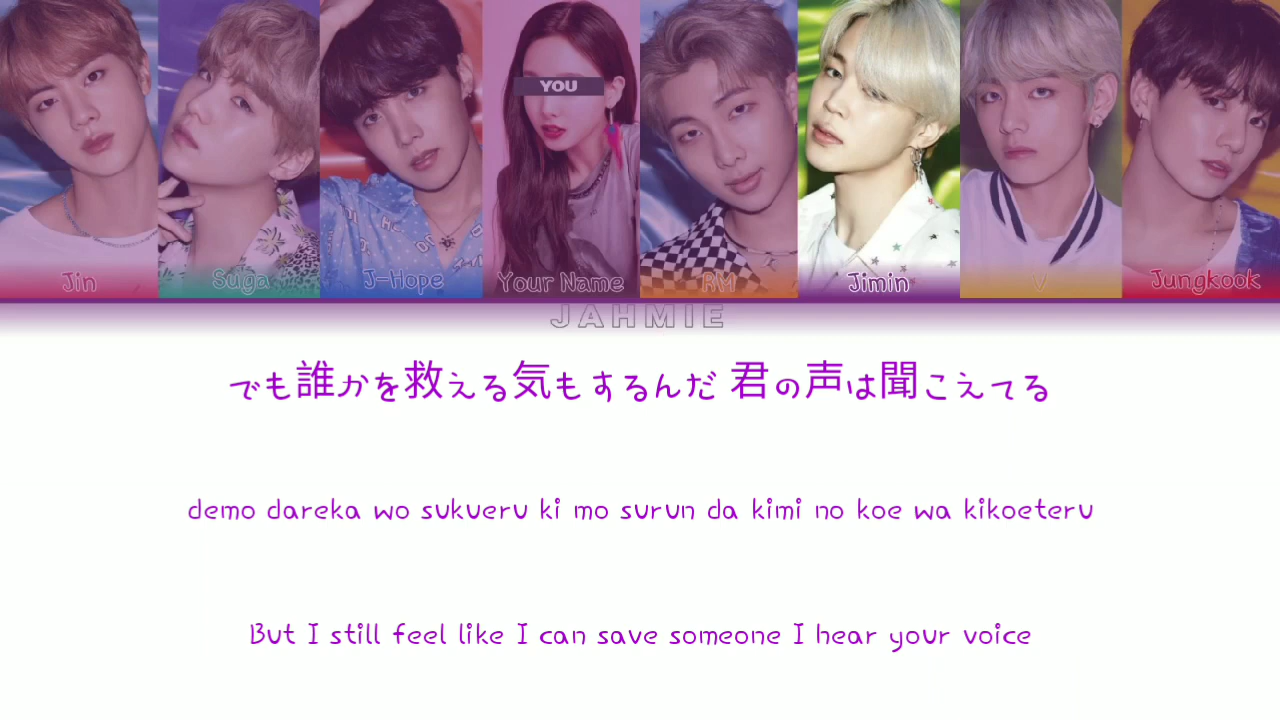 YOU
Jin
Suga
J-Hope
Your Name
RM
Jimin
V
Jungkook
JAHMIE
でも誰かを救える気もするんだ 君の声は聞こえてる
demo dareka wo sukueru ki mo surun da kimi no koe wa kikoeteru
But I still feel like I can save someone I hear your voice